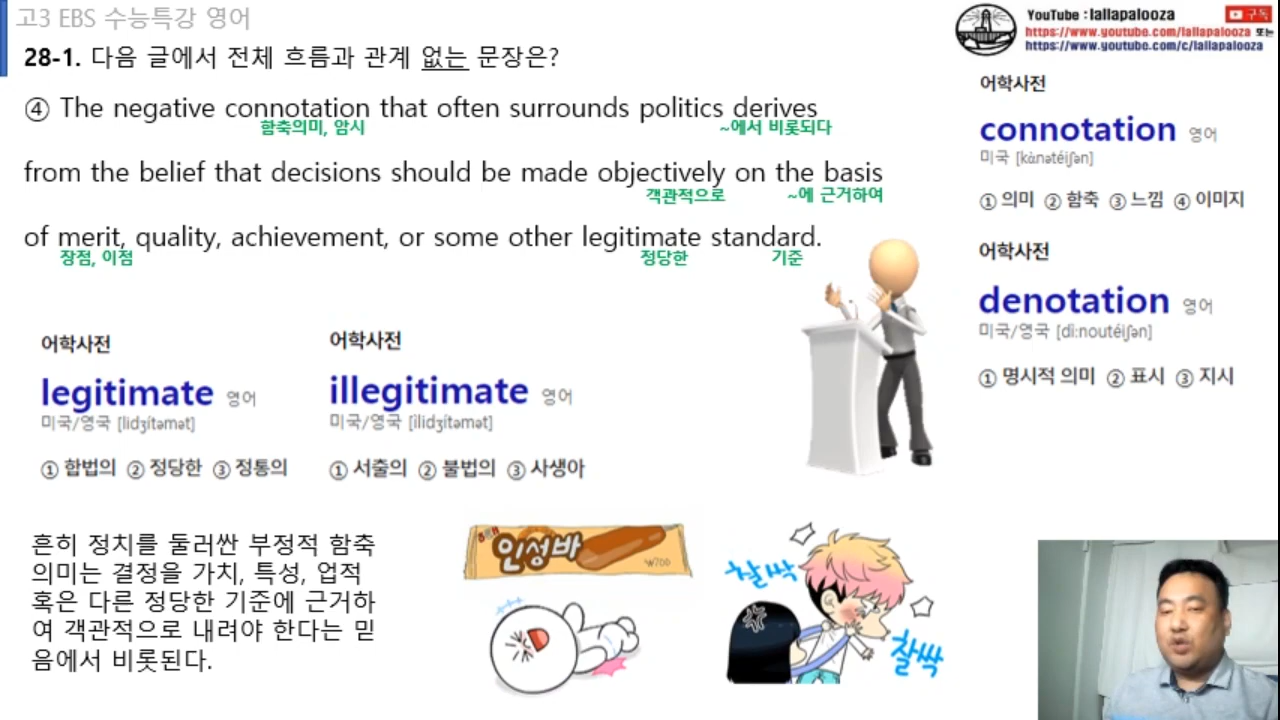 고3 EBS 수능특강 영어
28-1. 다음 글에서 전체 흐름과 관계 없는 문장은?
④ The negative connotation that often surrounds politics derives
함축의미, 암시 ~에서 비롯되다
from the belief that decisions should be made objectively on the basis
객관적으로 ~에 근거하여
of merit, quality, achievement, or some other legitimate standard.
장점, 이점 정당한 기준
YouTube : lallapalooza
구독
https://www.youtube.com/lallapalooza 또는
https://www.youtube.com/c/lallapalooza
어학사전
connotation 영어
미국 [kànətéiʃən]
① 의미 ② 함축 ③ 느낌 ④ 이미지
어학사전
denotation 영어
미국/영국 [dì:noutéiʃən]
① 명시적 의미 ② 표시 ③ 지시
어학사전
legitimate 영어
미국/영국 [lidʒítəmət]
① 합법의 ② 정당한 ③ 정통의
어학사전
illegitimate 영어
미국/영국 [ìlidʒítəmət]
① 서출의 ② 불법의 ③ 사생아
흔히 정치를 둘러싼 부정적 함축
의미는 결정을 가치, 특성, 업적
혹은 다른 정당한 기준에 근거하
여 객관적으로 내려야 한다는 믿
음에서 비롯된다.
인성바
₩700
찰싹
찰싹